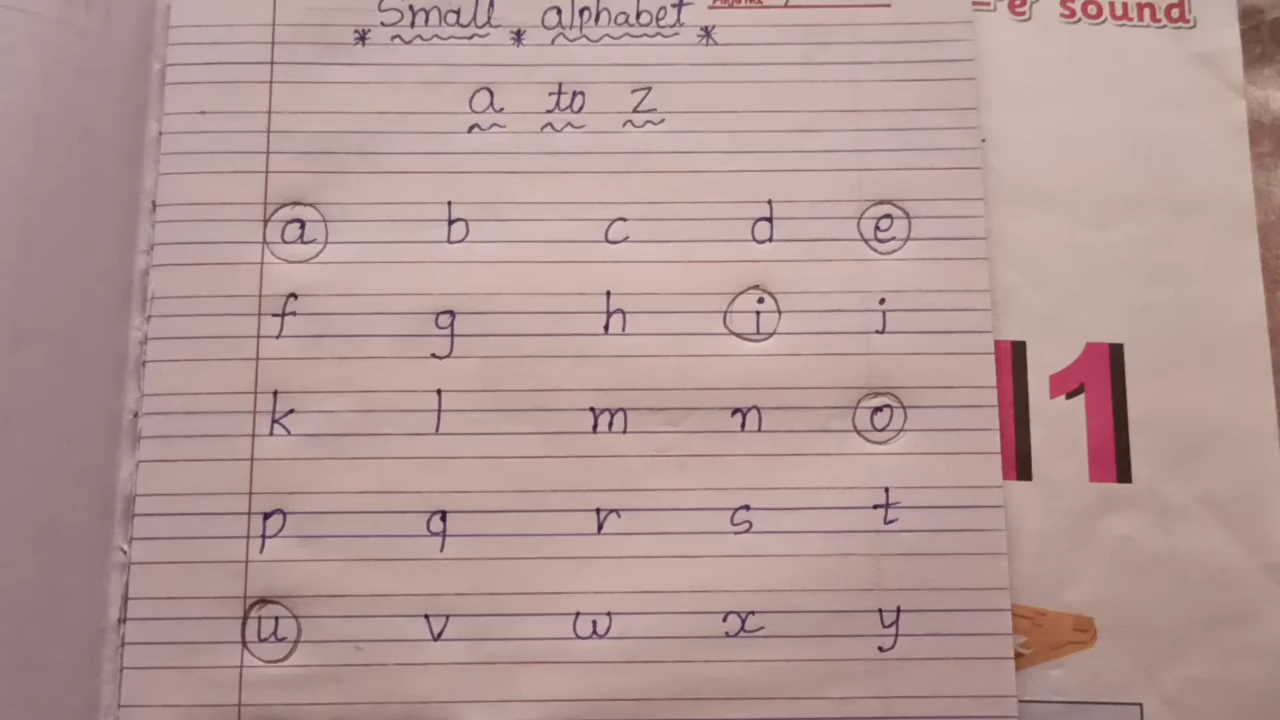 Small alphabet
* * *
a to z
a b c d e
f g h i j
k l m n o
p q r s t
u v w x y
e sound
11